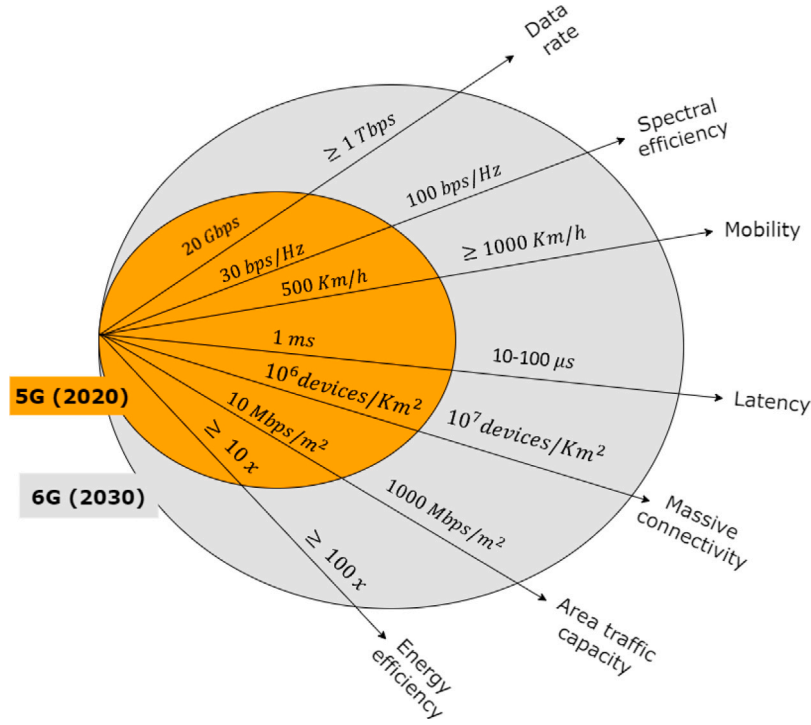 Data
rate
≥ 1 Tbps
20 Gbps
Spectral
efficiency
100 bps/Hz
30 bps/Hz
Mobility
≥ 1000 Km/h
500 Km/h
1 ms
10-100 μs
Latency
10⁶ devices/Km²
10⁷ devices/Km²
Massive
connectivity
10 Mbps/m²
1000 Mbps/m²
Area traffic
capacity
≥ 10 x
≥ 100 x
Energy
efficiency
5G (2020)
6G (2030)